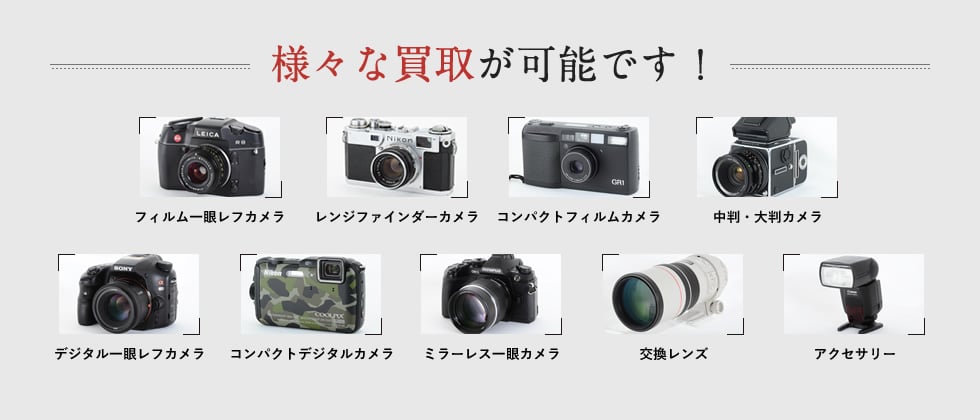 様々な買取が可能です！
LEICA
R8
Nikon
GR1
フィルム一眼レフカメラ
レンジファインダーカメラ
コンパクトフィルムカメラ
中判・大判カメラ
SONY
Nikon
COOLPIX
OLYMPUS
デジタル一眼レフカメラ
コンパクトデジタルカメラ
ミラーレス一眼カメラ
交換レンズ
アクセサリー